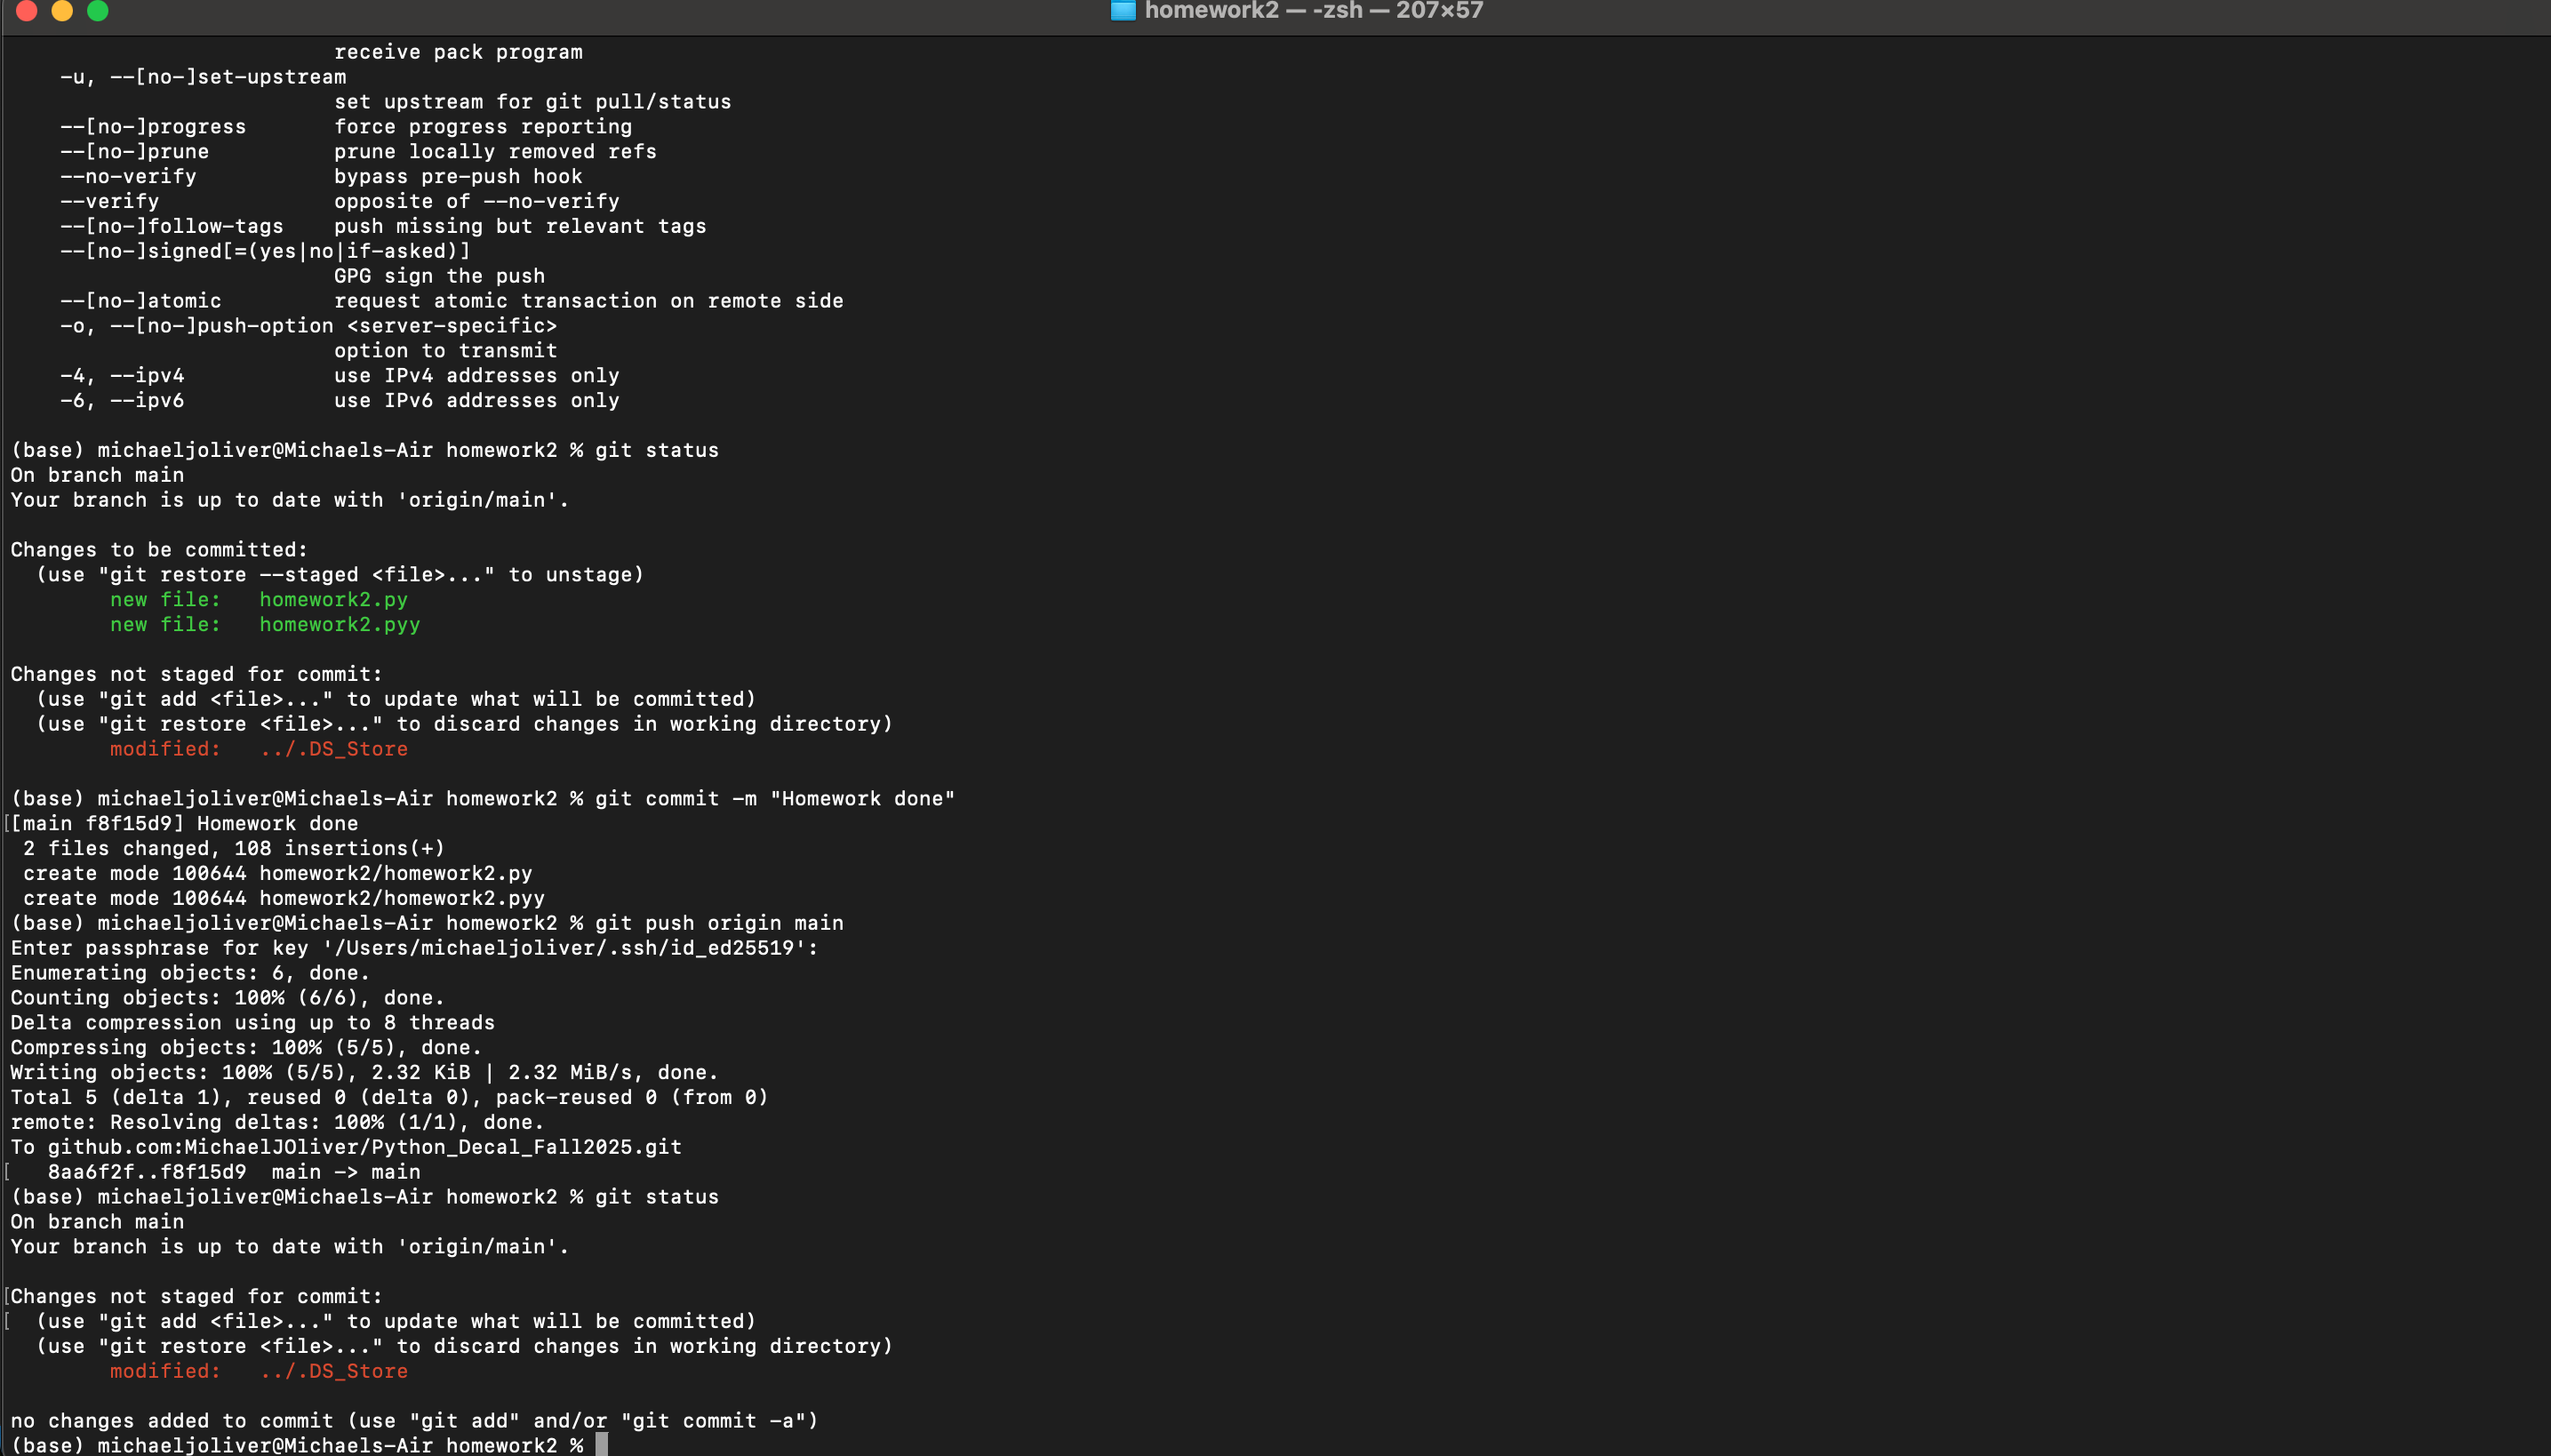 homework2 — -zsh — 207×57
receive pack program
-u, --[no-]set-upstream
set upstream for git pull/status
--[no-]progress force progress reporting
--[no-]prune prune locally removed refs
--no-verify bypass pre-push hook
--verify opposite of --no-verify
--[no-]follow-tags push missing but relevant tags
--[no-]signed[=(yes|no|if-asked)]
GPG sign the push
--[no-]atomic request atomic transaction on remote side
-o, --[no-]push-option <server-specific>
option to transmit
-4, --ipv4 use IPv4 addresses only
-6, --ipv6 use IPv6 addresses only
(base) michaeljoliver@Michaels-Air homework2 % git status
On branch main
Your branch is up to date with 'origin/main'.
Changes to be committed:
(use "git restore --staged <file>..." to unstage)
new file: homework2.py
new file: homework2.pyy
Changes not staged for commit:
(use "git add <file>..." to update what will be committed)
(use "git restore <file>..." to discard changes in working directory)
modified: ../.DS_Store
(base) michaeljoliver@Michaels-Air homework2 % git commit -m "Homework done"
[[main f8f15d9] Homework done
2 files changed, 108 insertions(+)
create mode 100644 homework2/homework2.py
create mode 100644 homework2/homework2.pyy
(base) michaeljoliver@Michaels-Air homework2 % git push origin main
Enter passphrase for key '/Users/michaeljoliver/.ssh/id_ed25519':
Enumerating objects: 6, done.
Counting objects: 100% (6/6), done.
Delta compression using up to 8 threads
Compressing objects: 100% (5/5), done.
Writing objects: 100% (5/5), 2.32 KiB | 2.32 MiB/s, done.
Total 5 (delta 1), reused 0 (delta 0), pack-reused 0 (from 0)
remote: Resolving deltas: 100% (1/1), done.
To github.com:MichaelJOliver/Python_Decal_Fall2025.git
[ 8aa6f2f..f8f15d9 main -> main
(base) michaeljoliver@Michaels-Air homework2 % git status
On branch main
Your branch is up to date with 'origin/main'.
[Changes not staged for commit:
[ (use "git add <file>..." to update what will be committed)
(use "git restore <file>..." to discard changes in working directory)
modified: ../.DS_Store
no changes added to commit (use "git add" and/or "git commit -a")
(base) michaeljoliver@Michaels-Air homework2 %